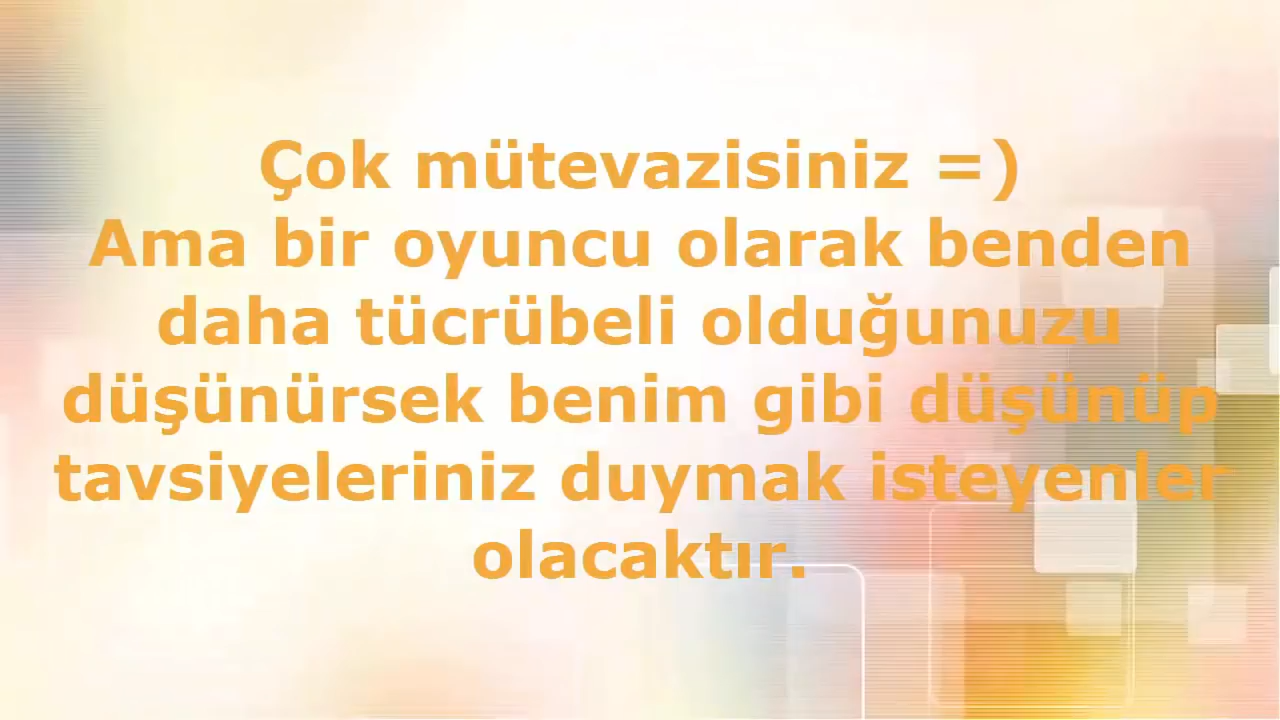 Çok mütevazisiniz =)
Ama bir oyuncu olarak benden
daha tücrübeli olduğunuzu
düşünürsek benim gibi düşünüp
tavsiyeleriniz duymak isteyenler
olacaktır.